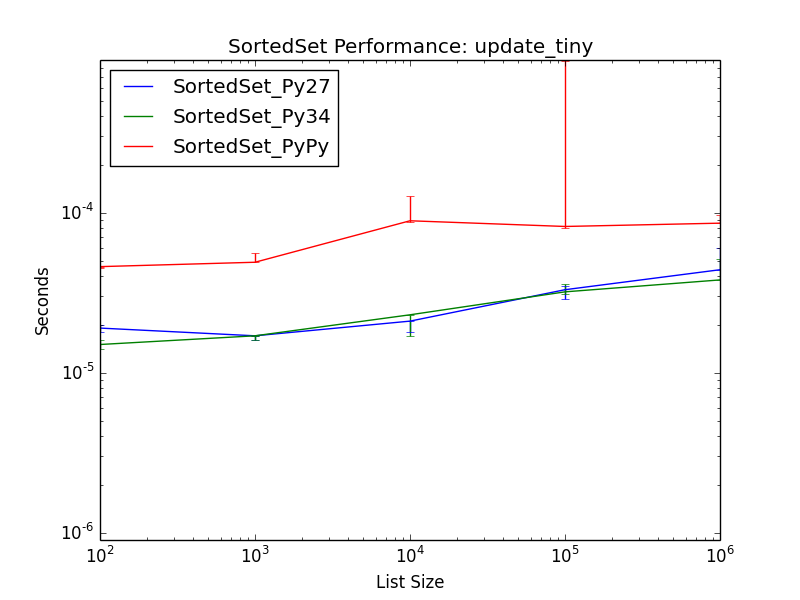 SortedSet Performance: update_tiny
SortedSet_Py27
SortedSet_Py34
SortedSet_PyPy
10^-4
10^-5
10^-6
Seconds
10^2 10^3 10^4 10^5 10^6
List Size